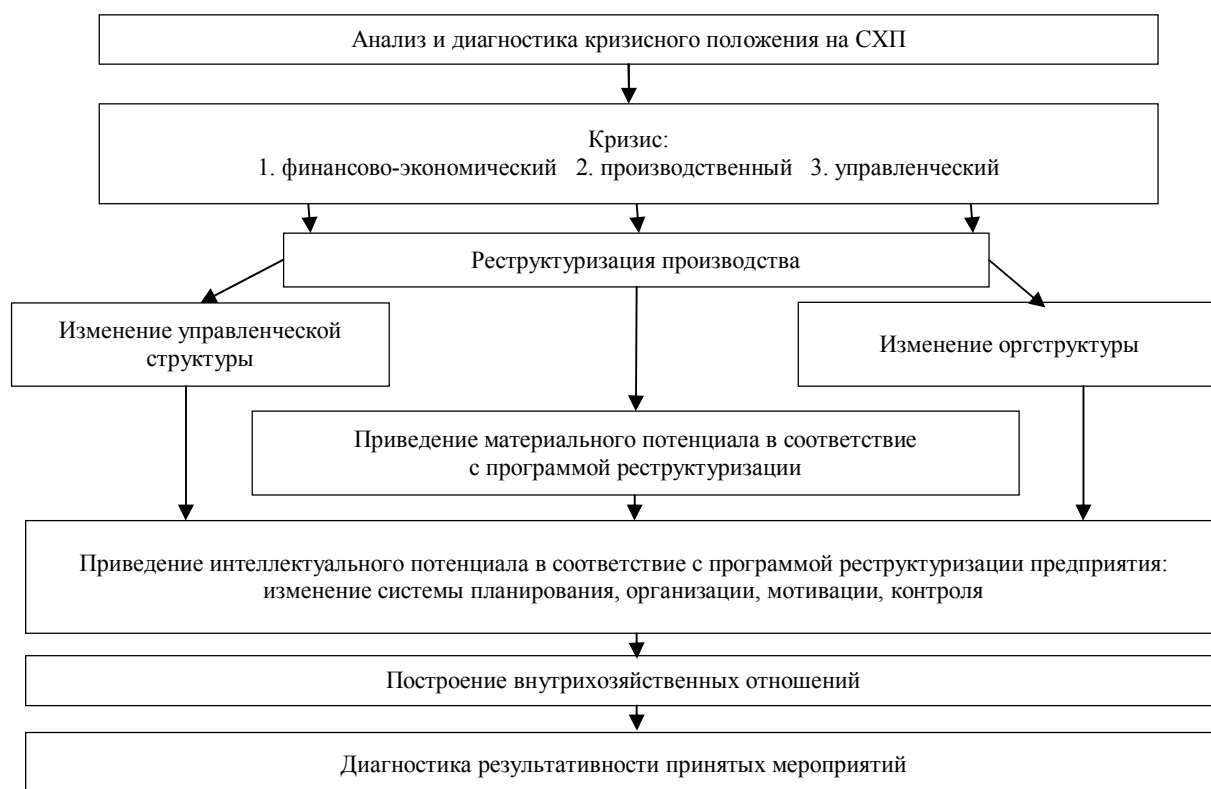 Анализ и диагностика кризисного положения на СХП
Кризис:
1. финансово-экономический 2. производственный 3. управленческий
Реструктуризация производства
Изменение управленческой
структуры
Изменение оргструктуры
Приведение материального потенциала в соответствие
с программой реструктуризации
Приведение интеллектуального потенциала в соответствие с программой реструктуризации предприятия:
изменение системы планирования, организации, мотивации, контроля
Построение внутрихозяйственных отношений
Диагностика результативности принятых мероприятий